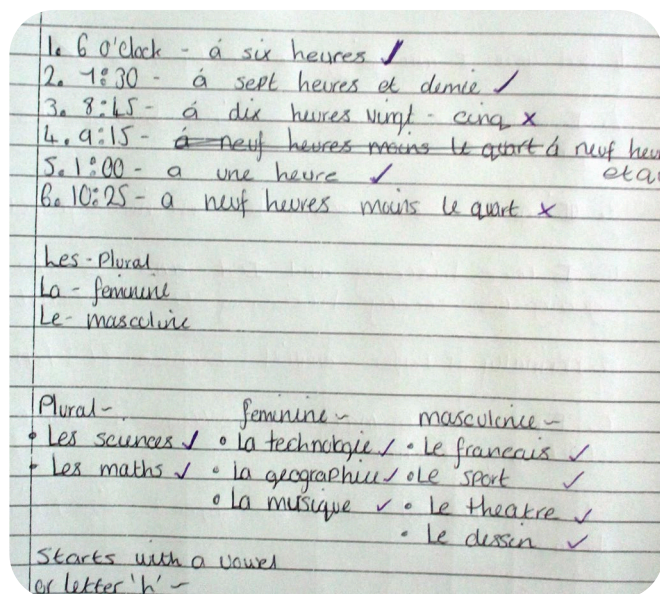 1. 6 o'clock - á six heures
2. 7:30 - á sept heures et demie
3. 8:45 - á dix heures vingt-cinq x
4. 9:15 - á neuf heures moins le quart á neuf heu
et qu
5. 1:00 - a une heure
6. 10:25 - a neuf heures moins le quart x
Les - Plural
La - feminine
Le - masculine
Plural - feminine - masculinice -
• Les sciences • La technologie • Le francais
• Les maths • La geographie • Le sport
• La musique • Le theatre
• Le dessin
Starts with a vowel
or letter 'h' -